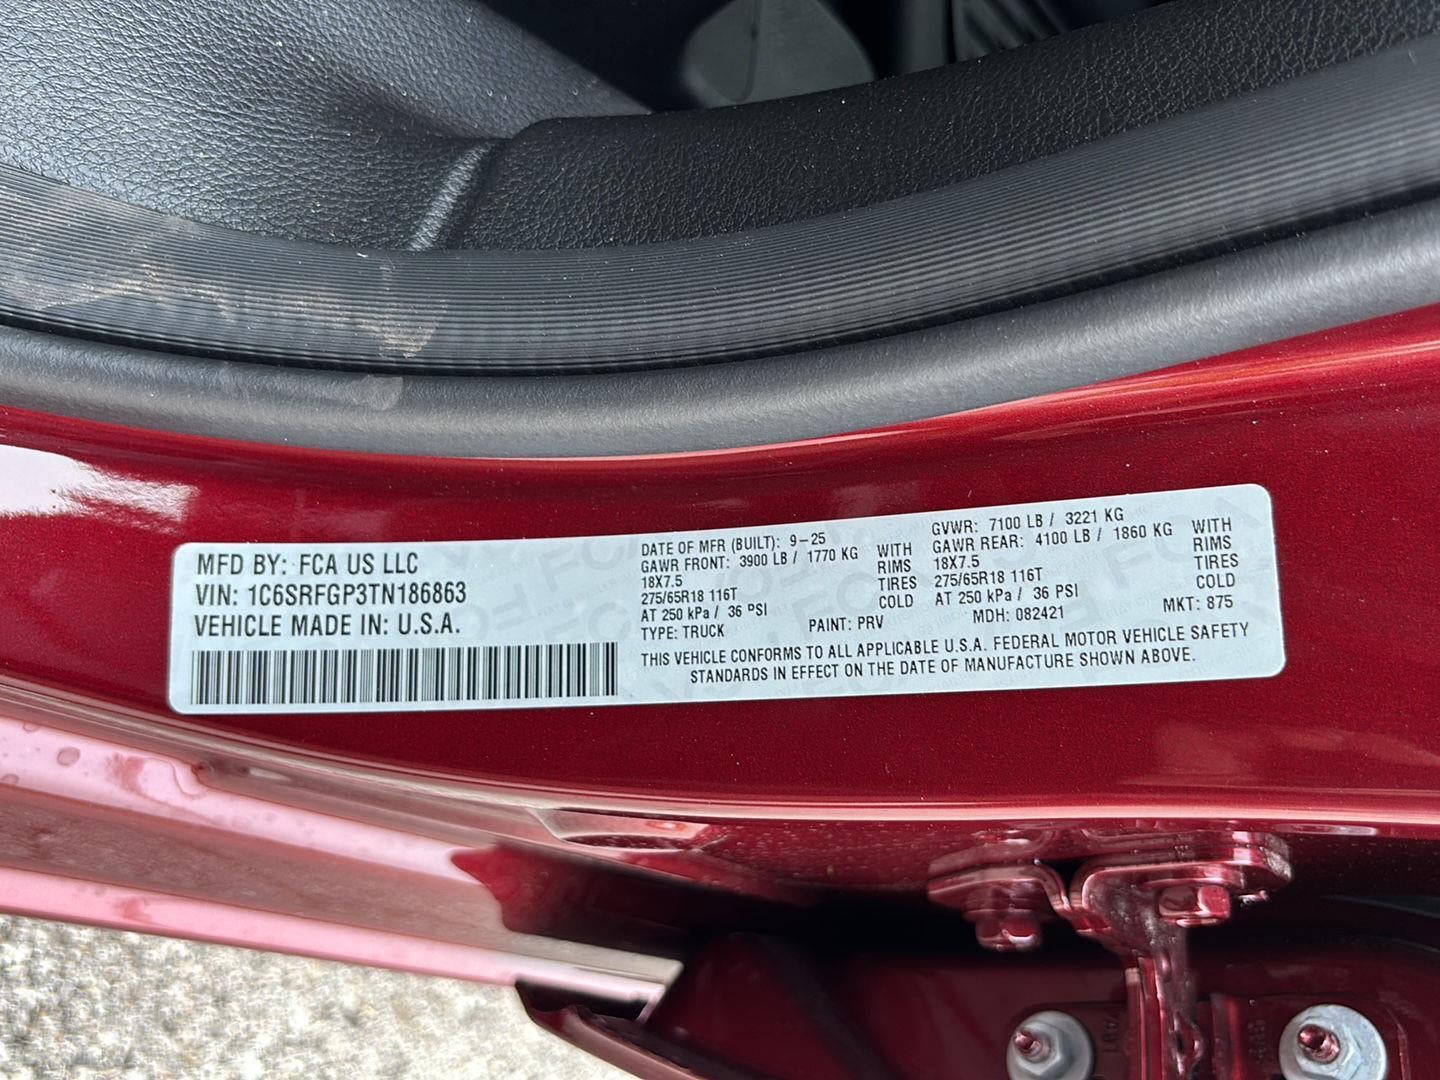 MFD BY: FCA US LLC
VIN: 1C6SRFGP3TN186863
VEHICLE MADE IN: U.S.A.
DATE OF MFR (BUILT): 9-25
GAWR FRONT: 3900 LB / 1770 KG WITH
18X7.5 RIMS
275/65R18 116T TIRES
AT 250 kPa / 36 PSI COLD
TYPE: TRUCK PAINT: PRV
GVWR: 7100 LB / 3221 KG
GAWR REAR: 4100 LB / 1860 KG WITH
18X7.5 RIMS
275/65R18 116T TIRES
AT 250 kPa / 36 PSI COLD
MDH: 082421 MKT: 875
THIS VEHICLE CONFORMS TO ALL APPLICABLE U.S.A. FEDERAL MOTOR VEHICLE SAFETY
STANDARDS IN EFFECT ON THE DATE OF MANUFACTURE SHOWN ABOVE.